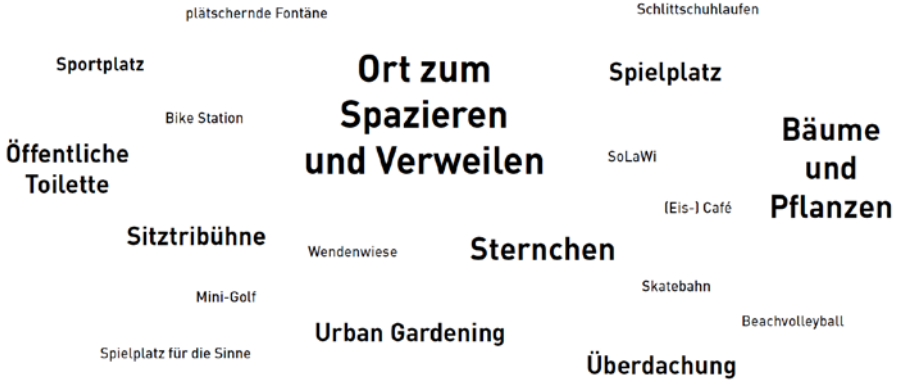 plätschernde Fontäne
Schlittschuhlaufen
Sportplatz
Ort zum
Spazieren
und Verweilen
Spielplatz
Bike Station
Öffentliche
Toilette
SoLaWi
Bäume
und
Pflanzen
(Eis-) Café
Sitztribühne
Wendenwiese
Sternchen
Skatebahn
Mini-Golf
Beachvolleyball
Urban Gardening
Spielplatz für die Sinne
Überdachung